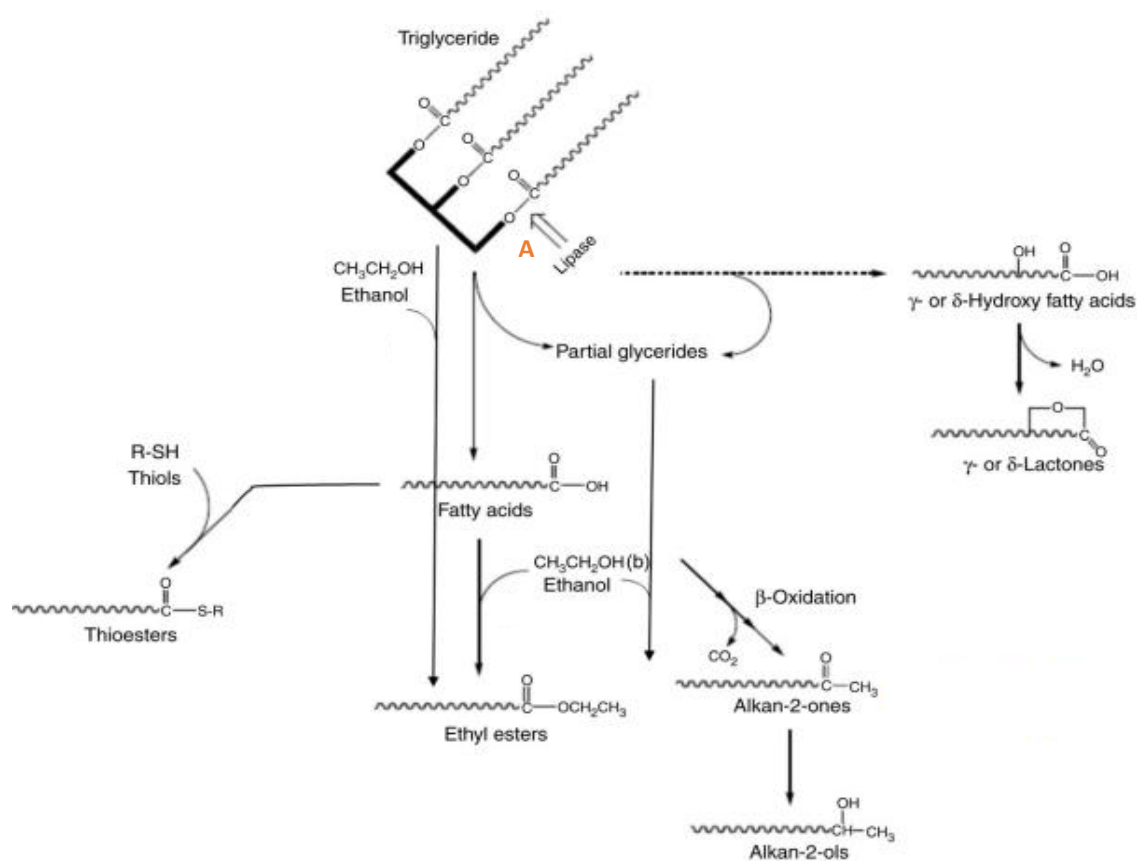 Triglyceride
O
C
O
O
C
O
O
C
O
A
Lipase
CH₃CH₂OH
Ethanol
OH
O
C
OH
γ- or δ-Hydroxy fatty acids
Partial glycerides
H₂O
O
C
O
γ- or δ-Lactones
R-SH
Thiols
O
C
OH
Fatty acids
CH₃CH₂OH (b)
Ethanol
β-Oxidation
CO₂
O
C
S-R
Thioesters
O
C
OCH₂CH₃
Ethyl esters
O
C
CH₃
Alkan-2-ones
OH
CH
CH₃
Alkan-2-ols